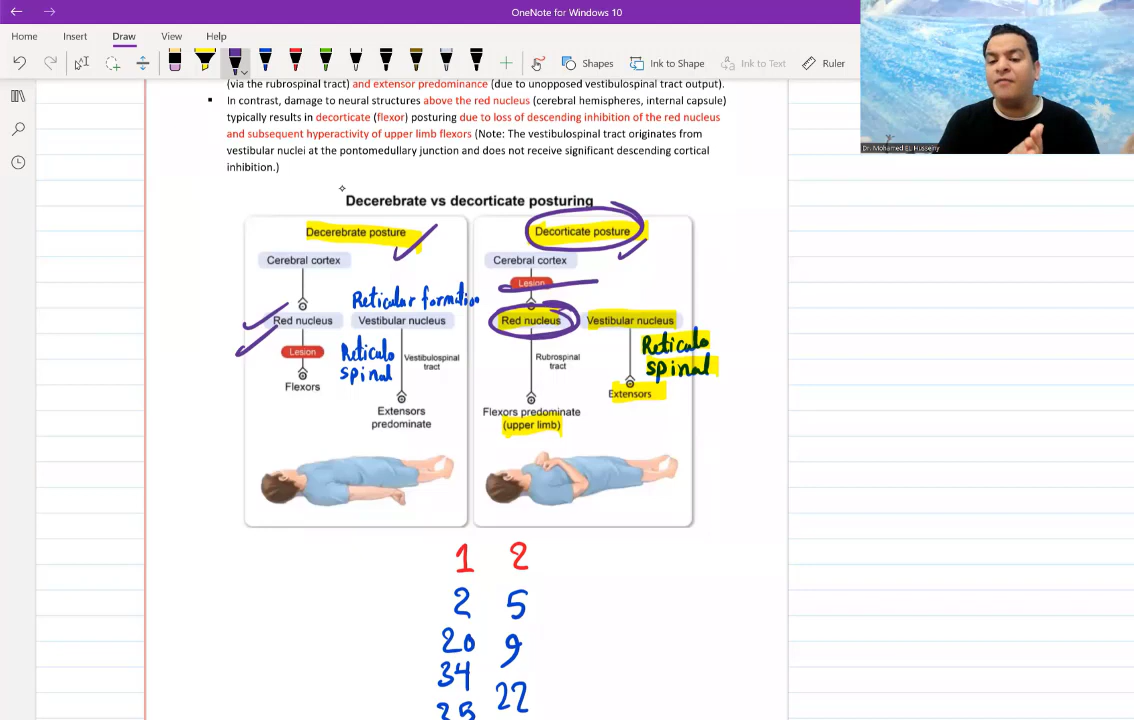 OneNote for Windows 10
Home Insert Draw View Help
Shapes Ink to Shape Ink to Text Ruler
Dr. Mohamed EL Husseiny
(via the rubrospinal tract) and extensor predominance (due to unopposed vestibulospinal tract output).
▪ In contrast, damage to neural structures above the red nucleus (cerebral hemispheres, internal capsule)
typically results in decorticate (flexor) posturing due to loss of descending inhibition of the red nucleus
and subsequent hyperactivity of upper limb flexors (Note: The vestibulospinal tract originates from
vestibular nuclei at the pontomedullary junction and does not receive significant descending cortical
inhibition.)
Decerebrate vs decorticate posturing
Decerebrate posture
Cerebral cortex
Reticular formation
Red nucleus
Vestibular nucleus
Lesion
Reticulo
spinal
Vestibulospinal
tract
Flexors
Extensors
predominate
Decorticate posture
Cerebral cortex
Lesion
Red nucleus
Vestibular nucleus
Reticulo
spinal
Rubrospinal
tract
Extensors
Flexors predominate
(upper limb)
1 2
2 5
20 9
34 22